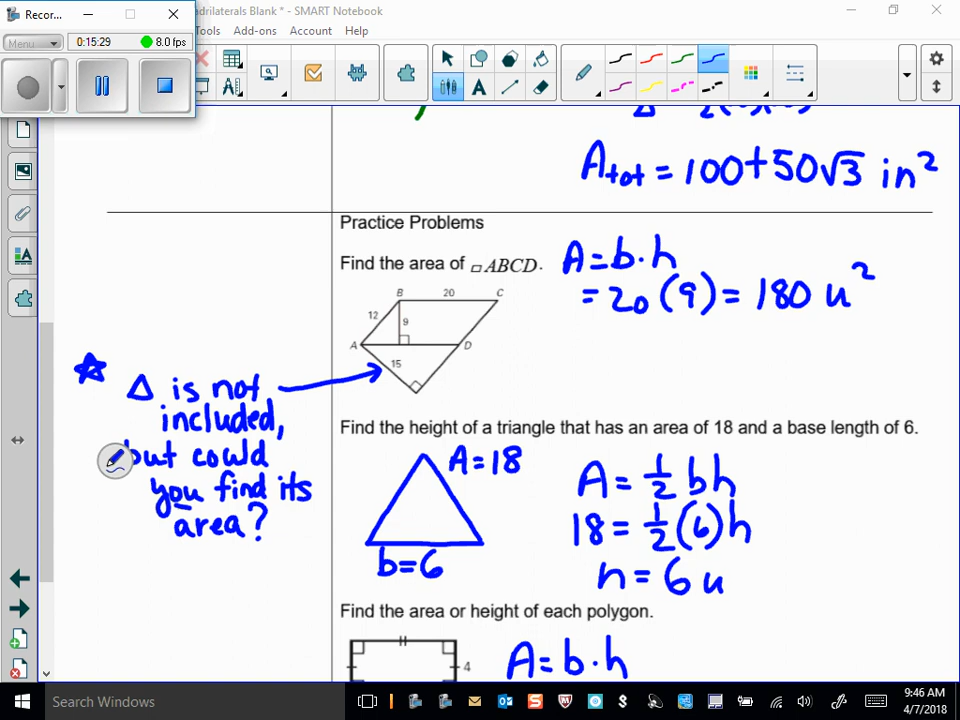 Recor...
Menu
0:15:29
8.0 fps
adrilaterals Blank * - SMART Notebook
Tools Add-ons Account Help
A
A
A tot = 100+50√3 in²
Practice Problems
Find the area of ▱ABCD.
A = b·h
= 20 (9) = 180 u²
B 20 C
12
9
A D
15
☆ Δ is not
included,
but could
you find its
area?
Find the height of a triangle that has an area of 18 and a base length of 6.
A=18
b=6
A = 1/2 bh
18 = 1/2 (6)h
h = 6 u
Find the area or height of each polygon.
4
A = b·h
Search Windows
9:46 AM
4/7/2018